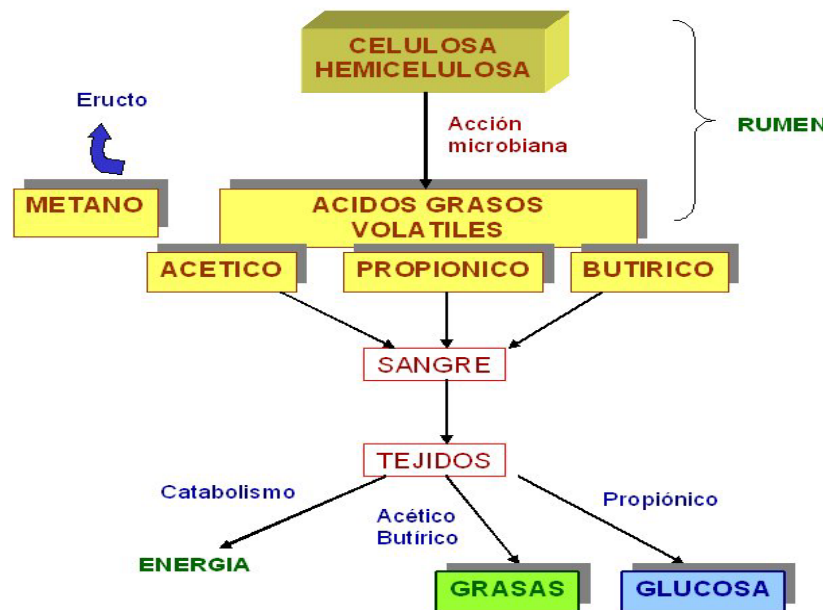 CELULOSA
HEMICELULOSA
Eructo
Acción
microbiana
RUMEN
METANO
ACIDOS GRASOS
VOLATILES
ACETICO
PROPIONICO
BUTIRICO
SANGRE
TEJIDOS
Catabolismo
Acético
Butírico
Propiónico
ENERGIA
GRASAS
GLUCOSA